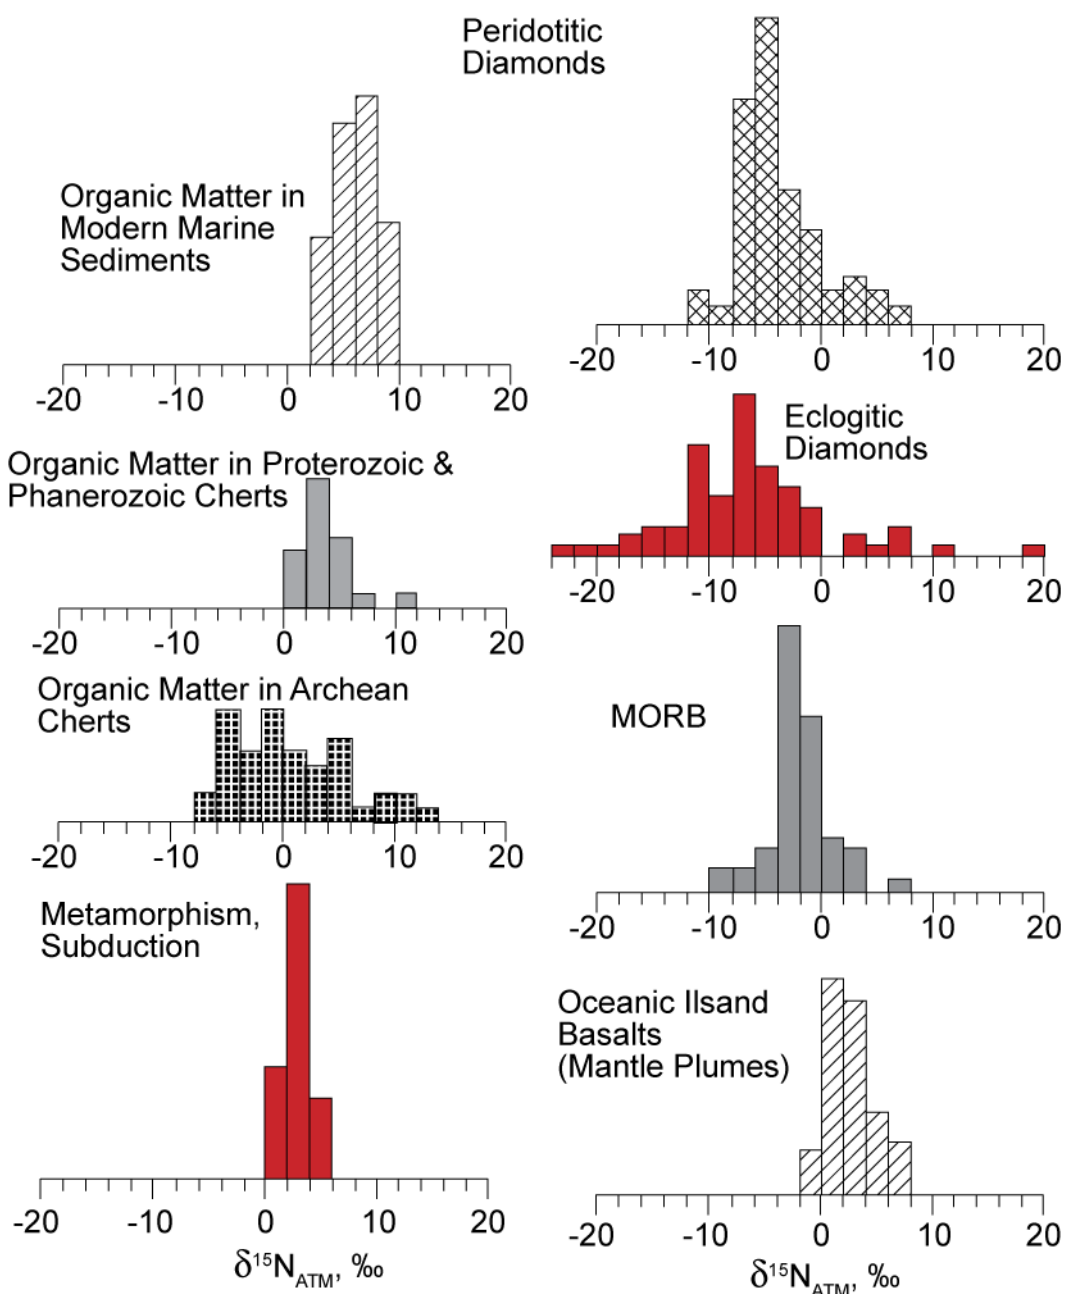 Peridotitic
Diamonds
Organic Matter in
Modern Marine
Sediments
-20 -10 0 10 20
-20 -10 0 10 20
Eclogitic
Diamonds
Organic Matter in Proterozoic &
Phanerozoic Cherts
-20 -10 0 10 20
-20 -10 0 10 20
Organic Matter in Archean
Cherts
MORB
-20 -10 0 10 20
-20 -10 0 10 20
Metamorphism,
Subduction
Oceanic Ilsand
Basalts
(Mantle Plumes)
-20 -10 0 10 20
δ¹⁵N_ATM, ‰
-20 -10 0 10 20
δ¹⁵N_ATM, ‰